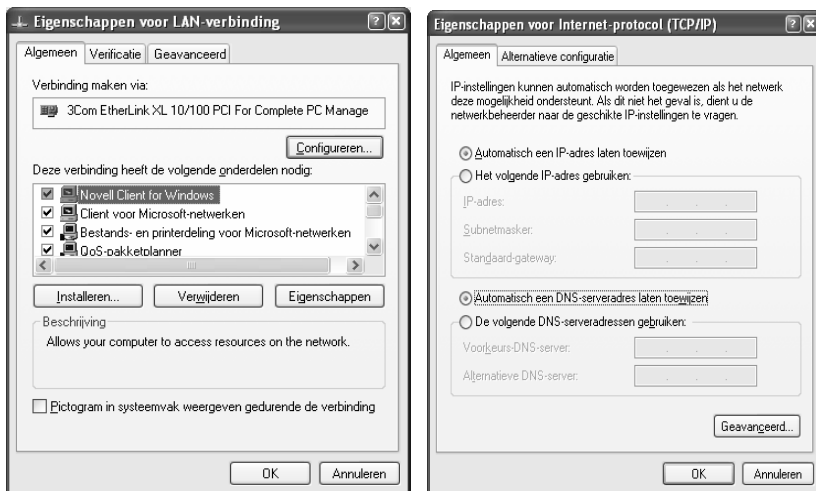 Eigenschappen voor LAN-verbinding
Algemeen Verificatie Geavanceerd
Verbinding maken via:
3Com EtherLink XL 10/100 PCI For Complete PC Manage
Configureren...
Deze verbinding heeft de volgende onderdelen nodig:
Novell Client for Windows
Client voor Microsoft-netwerken
Bestands- en printerdeling voor Microsoft-netwerken
QoS-pakketplanner
Installeren... Verwijderen Eigenschappen
Beschrijving
Allows your computer to access resources on the network.
Pictogram in systeemvak weergeven gedurende de verbinding
OK Annuleren
Eigenschappen voor Internet-protocol (TCP/IP)
Algemeen Alternatieve configuratie
IP-instellingen kunnen automatisch worden toegewezen als het netwerk
deze mogelijkheid ondersteunt. Als dit niet het geval is, dient u de
netwerkbeheerder naar de geschikte IP-instellingen te vragen.
Automatisch een IP-adres laten toewijzen
Het volgende IP-adres gebruiken:
IP-adres:
Subnetmasker:
Standaard-gateway:
Automatisch een DNS-serveradres laten toewijzen
De volgende DNS-serveradressen gebruiken:
Voorkeurs-DNS-server:
Alternatieve DNS-server:
Geavanceerd...
OK Annuleren